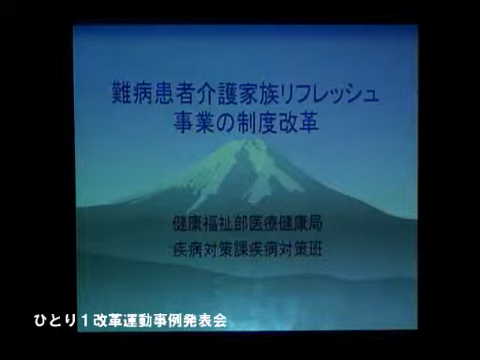 難病患者介護家族リフレッシュ
事業の制度改革
健康福祉部医療健康局
疾病対策課疾病対策班
ひとり1改革運動事例発表会